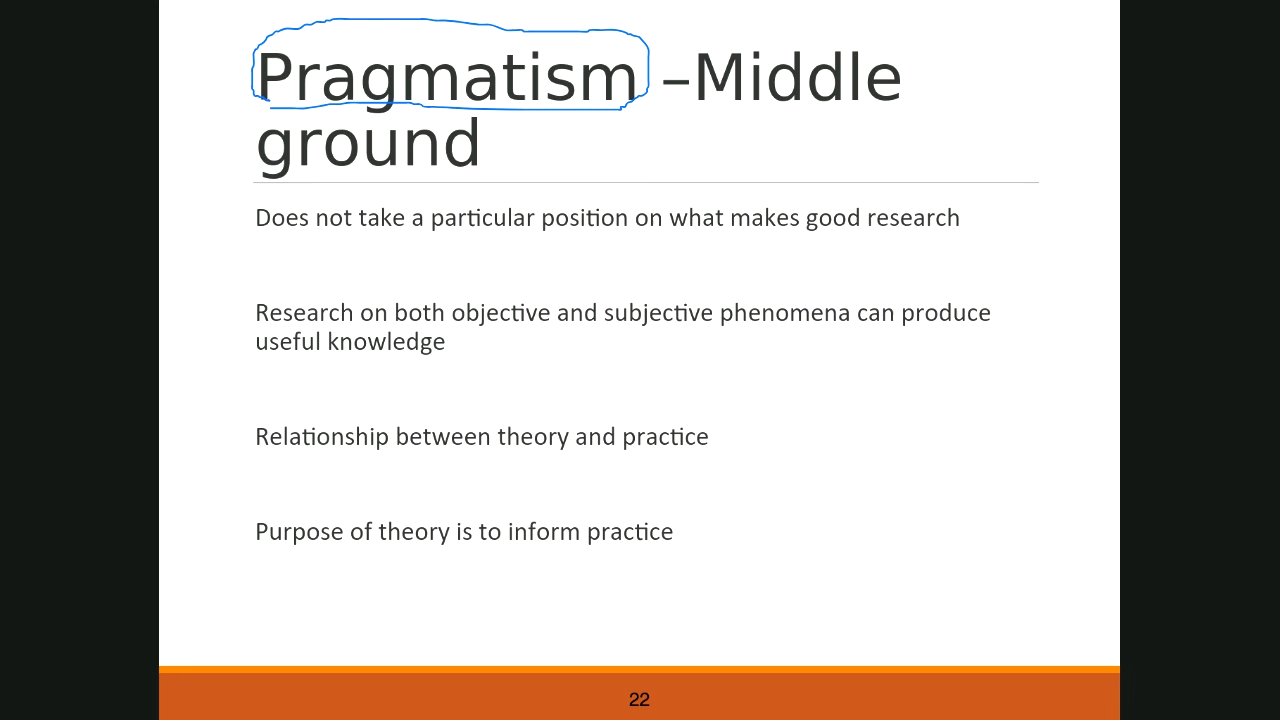 Pragmatism –Middle
ground
Does not take a particular position on what makes good research
Research on both objective and subjective phenomena can produce
useful knowledge
Relationship between theory and practice
Purpose of theory is to inform practice
22